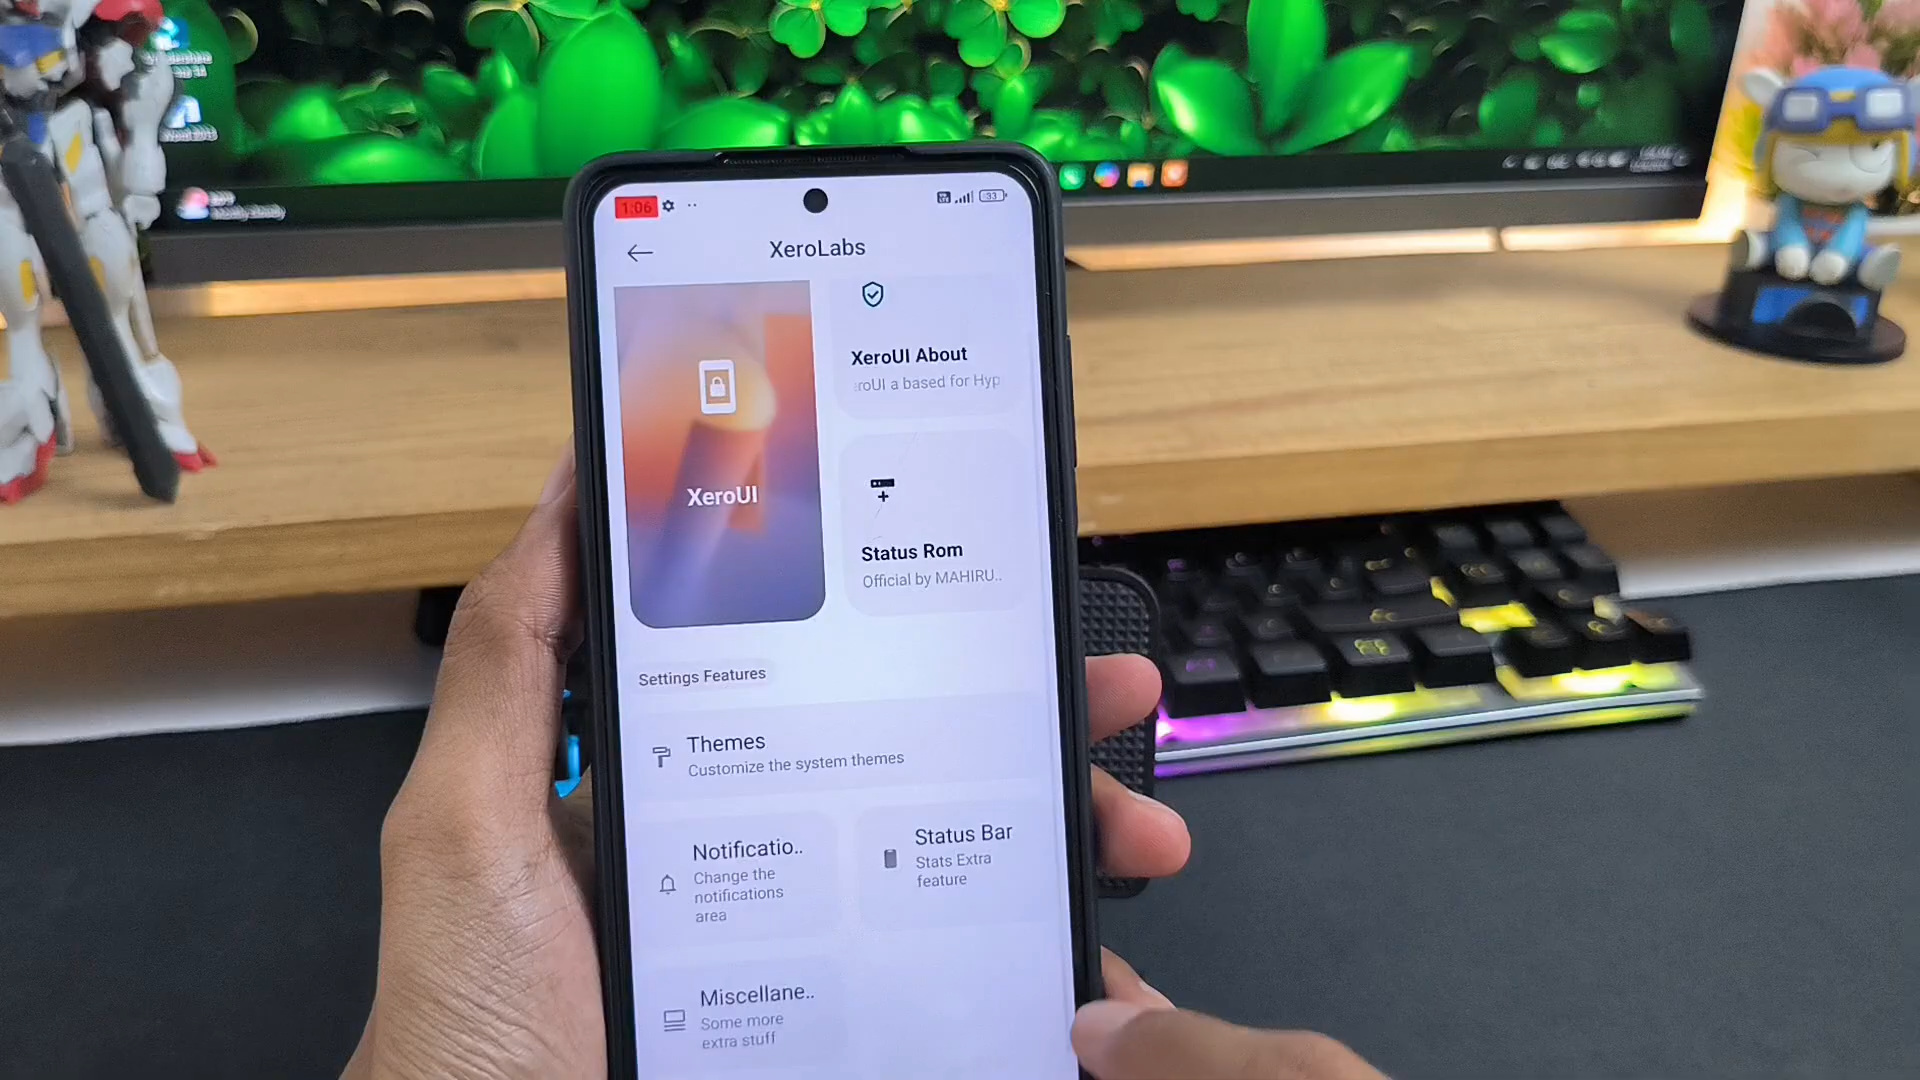 1:06
33
XeroLabs
XeroUI
XeroUI About
roUI a based for Hyp
Status Rom
Official by MAHIRU..
Settings Features
Themes
Customize the system themes
Notificatio..
Change the
notifications
area
Status Bar
Stats Extra
feature
Miscellane..
Some more
extra stuff